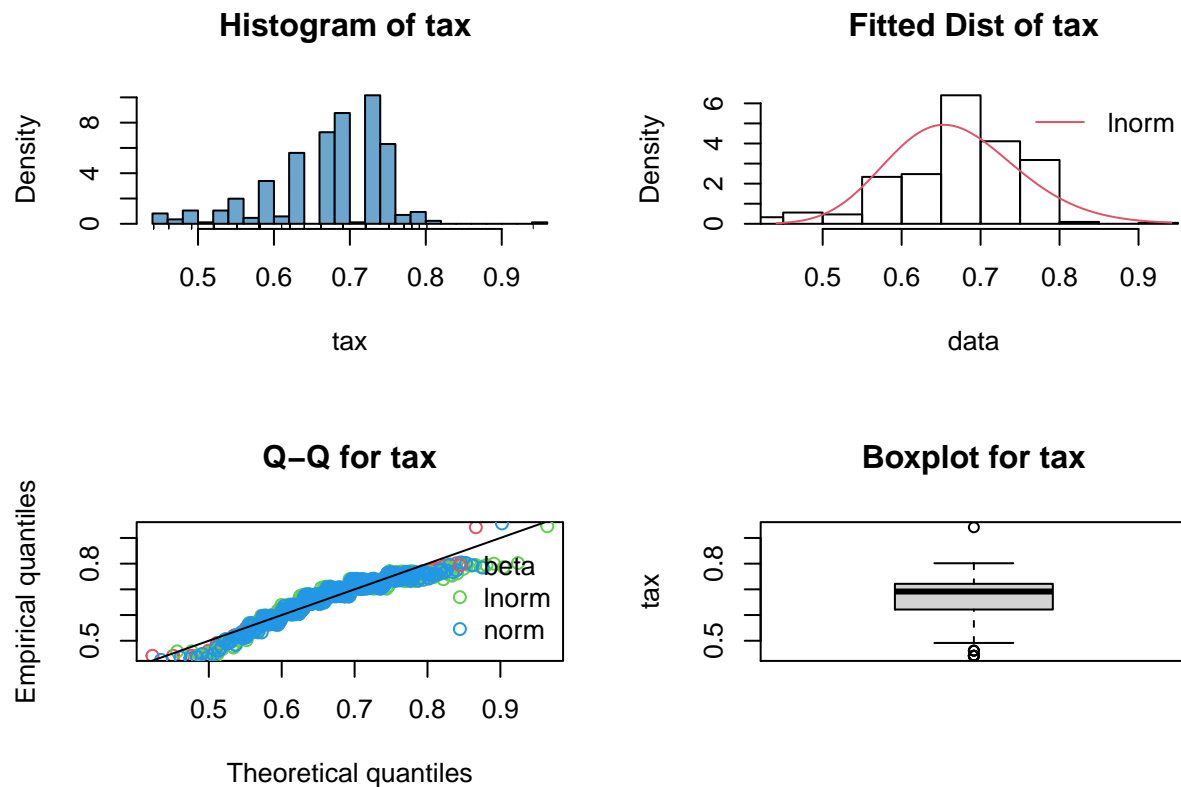 Histogram of tax
Density
0 4 8
0.5 0.6 0.7 0.8 0.9
tax
Fitted Dist of tax
Density
0 2 4 6
lnorm
0.5 0.6 0.7 0.8 0.9
data
Q−Q for tax
Empirical quantiles
0.5 0.8
beta
lnorm
norm
0.5 0.6 0.7 0.8 0.9
Theoretical quantiles
Boxplot for tax
tax
0.5 0.8